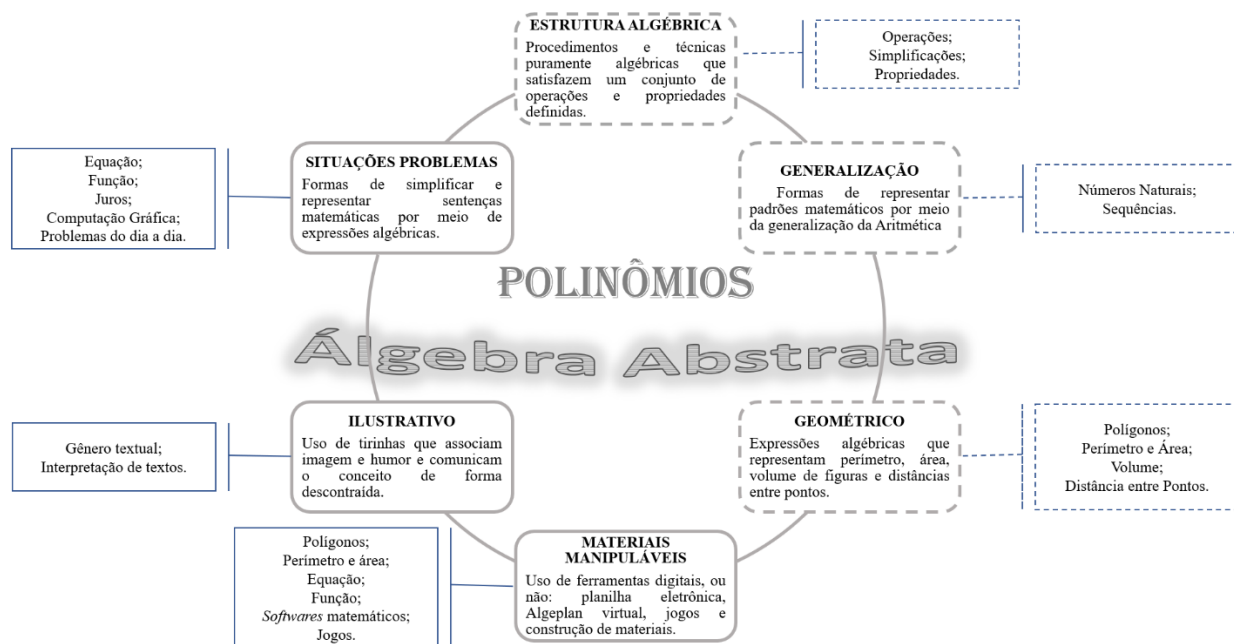 ESTRUTURA ALGÉBRICA
Procedimentos e técnicas
puramente algébricas que
satisfazem um conjunto de
operações e propriedades
definidas.
Operações;
Simplificações;
Propriedades.
Equação;
Função;
Juros;
Computação Gráfica;
Problemas do dia a dia.
SITUAÇÕES PROBLEMAS
Formas de simplificar e
representar sentenças
matemáticas por meio de
expressões algébricas.
GENERALIZAÇÃO
Formas de representar
padrões matemáticos por meio
da generalização da Aritmética
Números Naturais;
Sequências.
POLINÔMIOS
Álgebra Abstrata
Gênero textual;
Interpretação de textos.
ILUSTRATIVO
Uso de tirinhas que associam
imagem e humor e comunicam
o conceito de forma
descontraída.
GEOMÉTRICO
Expressões algébricas que
representam perímetro, área,
volume de figuras e distâncias
entre pontos.
Polígonos;
Perímetro e Área;
Volume;
Distância entre Pontos.
Polígonos;
Perímetro e área;
Equação;
Função;
Softwares matemáticos;
Jogos.
MATERIAIS
MANIPULÁVEIS
Uso de ferramentas digitais, ou
não: planilha eletrônica,
Algeplan virtual, jogos e
construção de materiais.